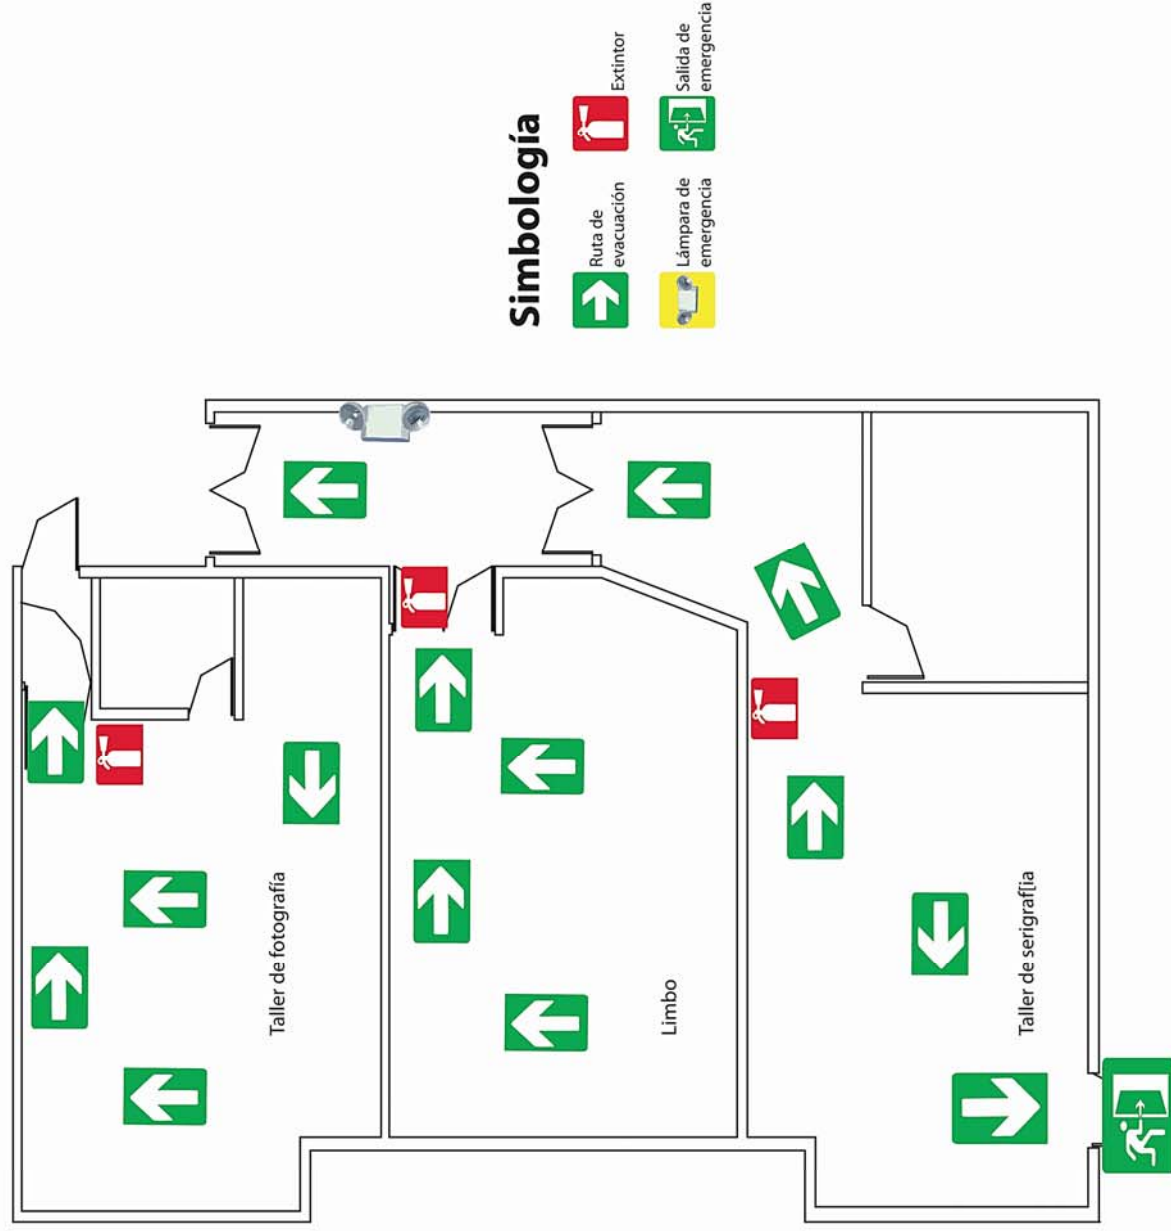 Simbología
Ruta de
evacuación
Extintor
Lámpara de
emergencia
Salida de
emergencia
Taller de fotografía
Limbo
Taller de serigraf[ia